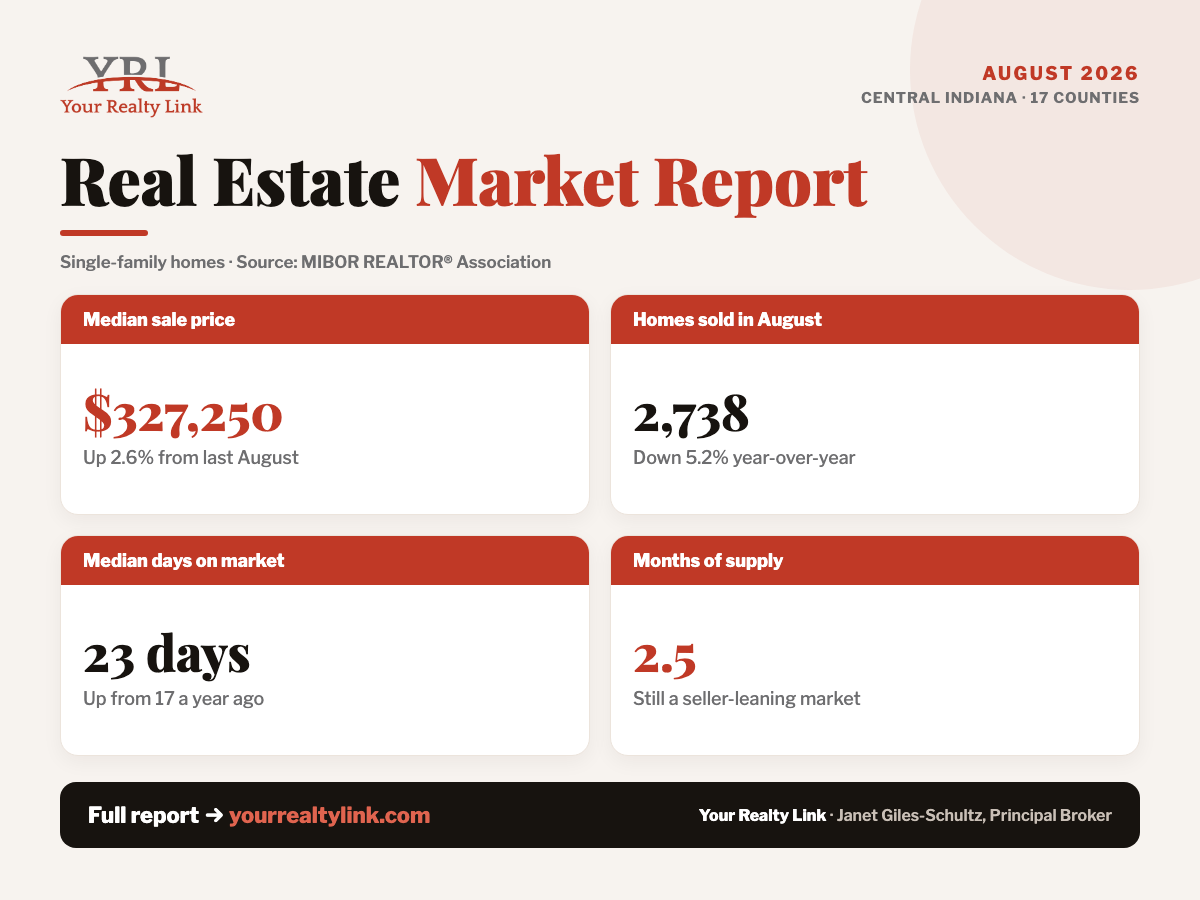 YRL
Your Realty Link
AUGUST 2026
CENTRAL INDIANA · 17 COUNTIES
Real Estate Market Report
Single-family homes · Source: MIBOR REALTOR® Association
Median sale price
$327,250
Up 2.6% from last August
Homes sold in August
2,738
Down 5.2% year-over-year
Median days on market
23 days
Up from 17 a year ago
Months of supply
2.5
Still a seller-leaning market
Full report → yourrealtylink.com
Your Realty Link · Janet Giles-Schultz, Principal Broker